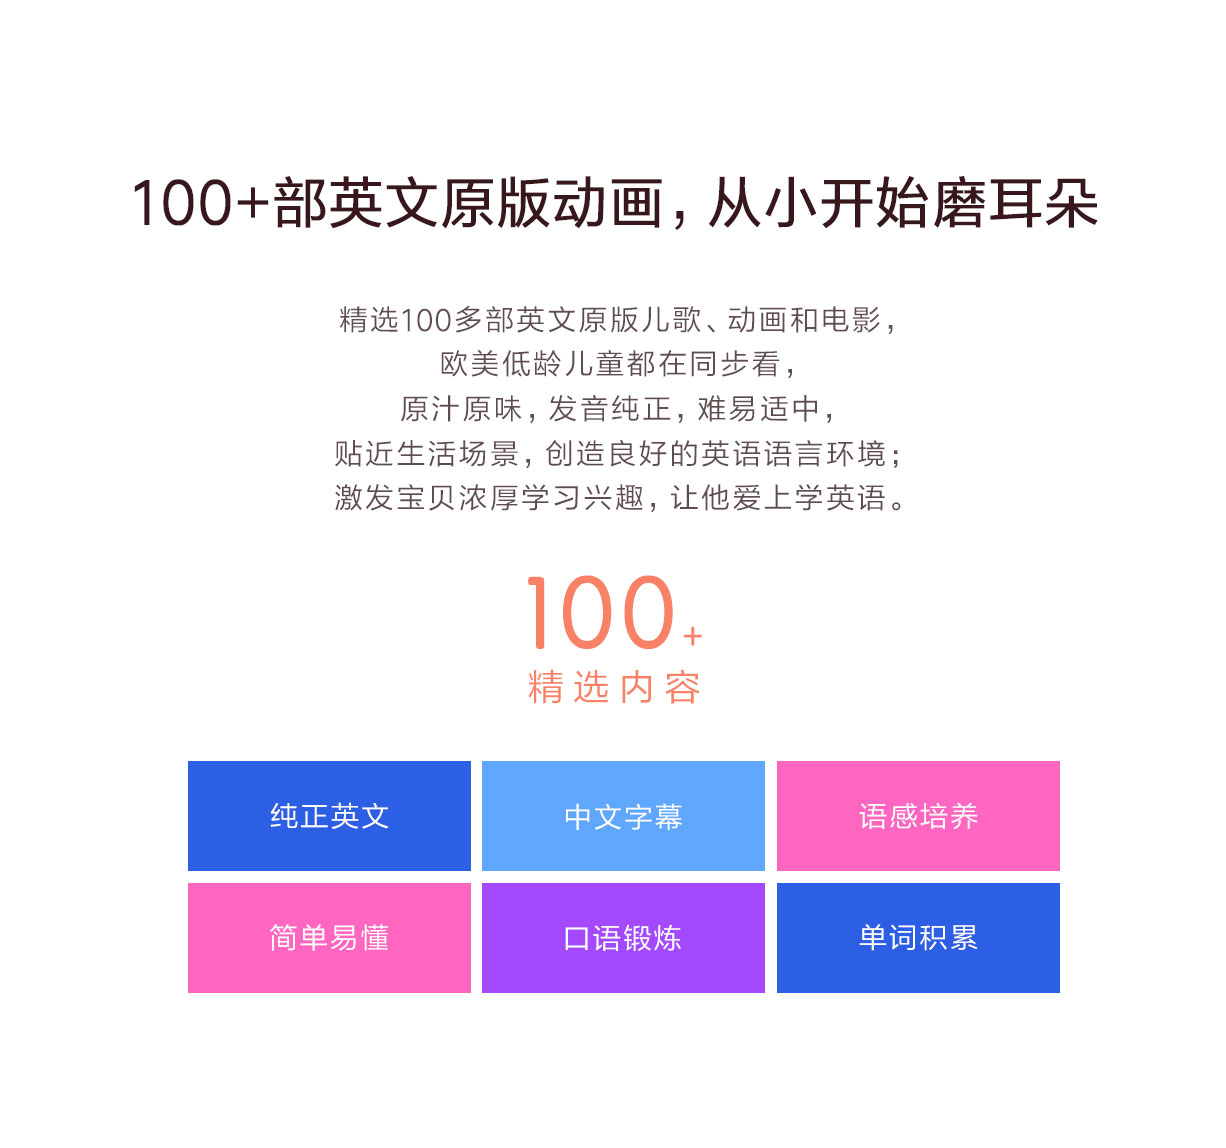 100+部英文原版动画，从小开始磨耳朵
精选100多部英文原版儿歌、动画和电影，
欧美低龄儿童都在同步看，
原汁原味，发音纯正，难易适中，
贴近生活场景，创造良好的英语语言环境；
激发宝贝浓厚学习兴趣，让他爱上学英语。
100+
精选内容
纯正英文
中文字幕
语感培养
简单易懂
口语锻炼
单词积累